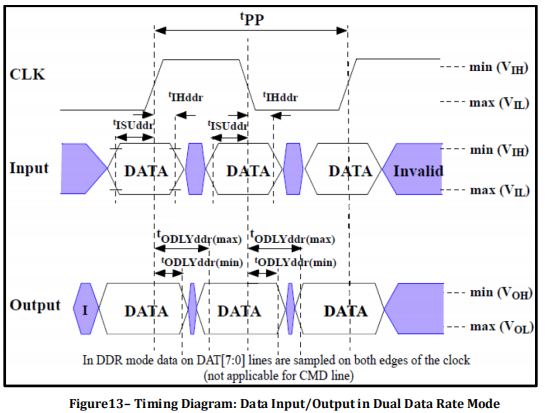 tPP
CLK
min (VIH)
max (VIL)
tIHddr
tIHddr
tISUddr
tISUddr
Input
DATA
DATA
DATA
Invalid
min (VIH)
max (VIL)
tODLYddr(max)
tODLYddr(max)
tODLYddr(min)
tODLYddr(min)
Output
I
DATA
DATA
DATA
min (VOH)
max (VOL)
In DDR mode data on DAT[7:0] lines are sampled on both edges of the clock
(not applicable for CMD line)
Figure13– Timing Diagram: Data Input/Output in Dual Data Rate Mode